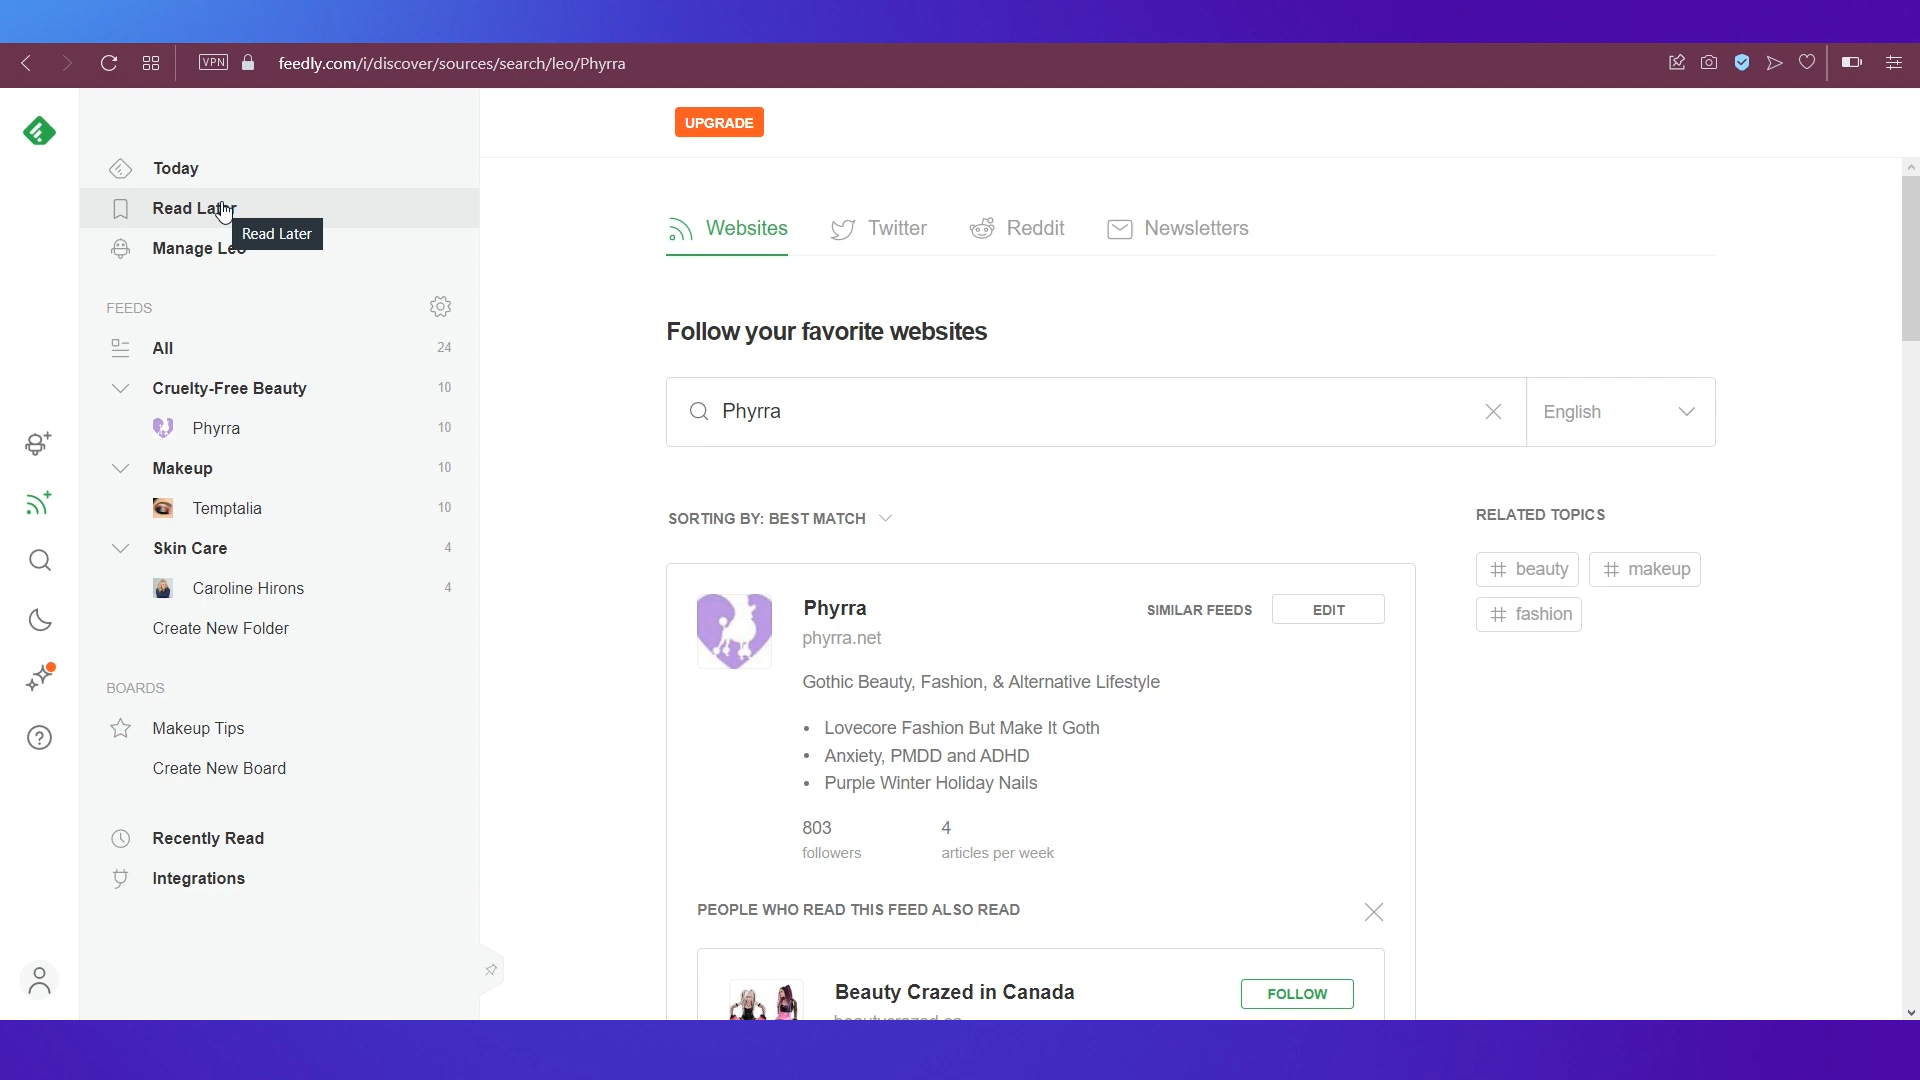 VPN feedly.com/i/discover/sources/search/leo/Phyrra
UPGRADE
Today
Read Later
Read Later
Manage Leo
FEEDS
All 24
Cruelty-Free Beauty 10
Phyrra 10
Makeup 10
Temptalia 10
Skin Care 4
Caroline Hirons 4
Create New Folder
BOARDS
Makeup Tips
Create New Board
Recently Read
Integrations
Websites Twitter Reddit Newsletters
Follow your favorite websites
Phyrra English
SORTING BY: BEST MATCH
Phyrra SIMILAR FEEDS EDIT
phyrra.net
Gothic Beauty, Fashion, & Alternative Lifestyle
• Lovecore Fashion But Make It Goth
• Anxiety, PMDD and ADHD
• Purple Winter Holiday Nails
803 4
followers articles per week
PEOPLE WHO READ THIS FEED ALSO READ
Beauty Crazed in Canada FOLLOW
RELATED TOPICS
# beauty # makeup
# fashion